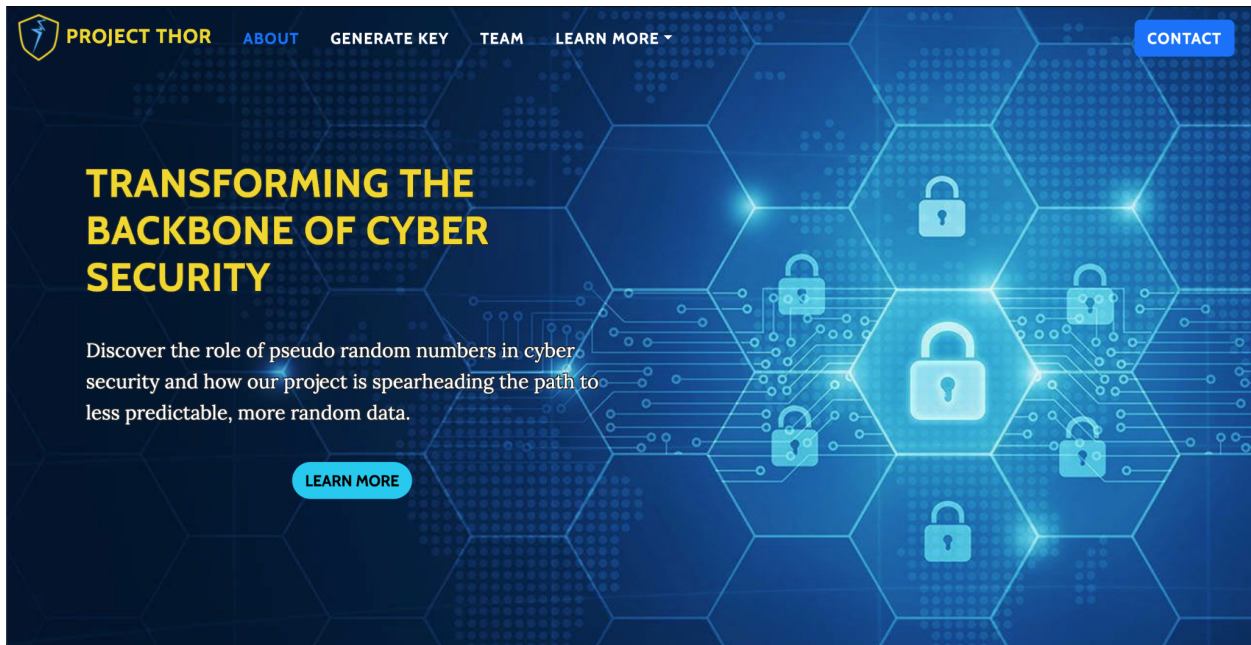 PROJECT THOR ABOUT GENERATE KEY TEAM LEARN MORE CONTACT
TRANSFORMING THE
BACKBONE OF CYBER
SECURITY
Discover the role of pseudo random numbers in cyber
security and how our project is spearheading the path to
less predictable, more random data.
LEARN MORE